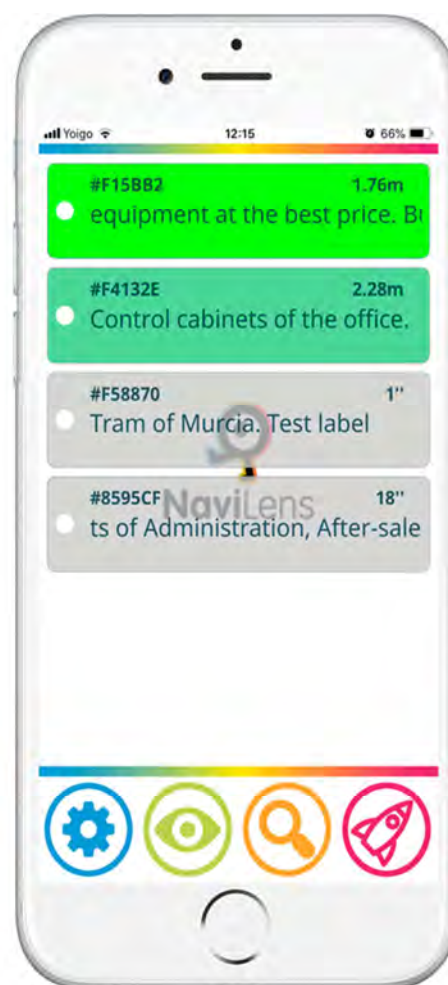 Yoigo 12:15 66%
#F15BB2 1.76m
equipment at the best price. Bu
#F4132E 2.28m
Control cabinets of the office.
#F58870 1''
Tram of Murcia. Test label
NaviLens
#8595CF 18''
ts of Administration, After-sale